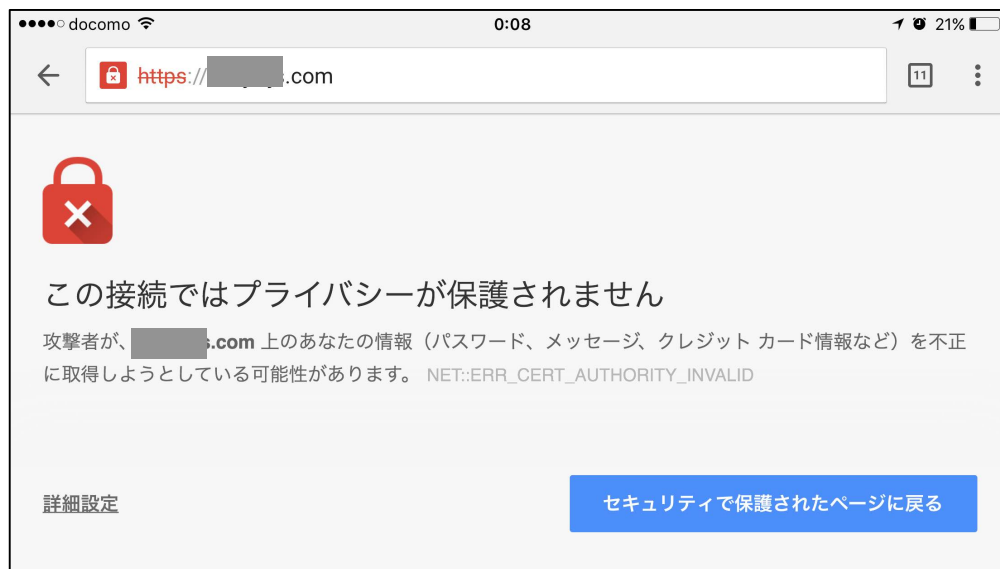 docomo 0:08 21%
https:// .com 11
この接続ではプライバシーが保護されません
攻撃者が、 .com 上のあなたの情報（パスワード、メッセージ、クレジット カード情報など）を不正
に取得しようとしている可能性があります。 NET::ERR_CERT_AUTHORITY_INVALID
詳細設定 セキュリティで保護されたページに戻る